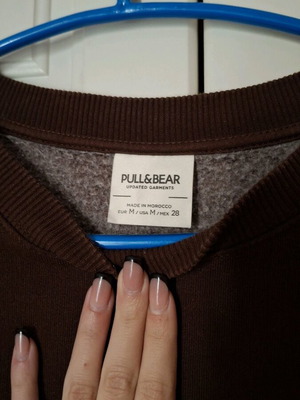 PULL&BEAR
UPDATED GARMENTS
MADE IN MOROCCO
EUR M / USA M / MEX 28